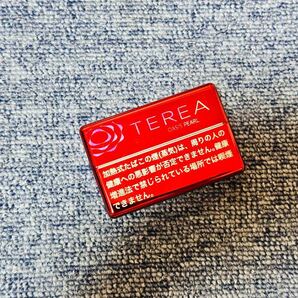 TEREA
OASIS PEARL
加熱式たばこの煙(蒸気)は、周りの人の
健康への悪影響が否定できません。健康
増進法で禁じられている場所では喫煙
できません。